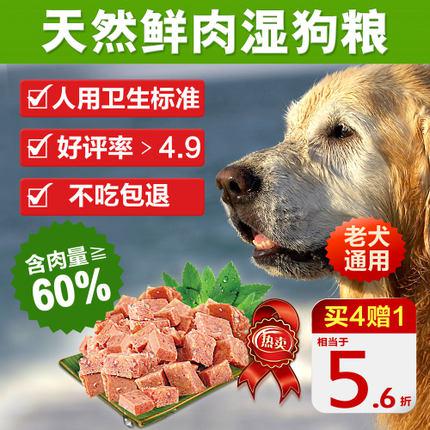 天然鲜肉湿狗粮
人用卫生标准
好评率>4.9
不吃包退
含肉量≥
60%
老犬
通用
热卖
买4赠1
相当于
5.6折